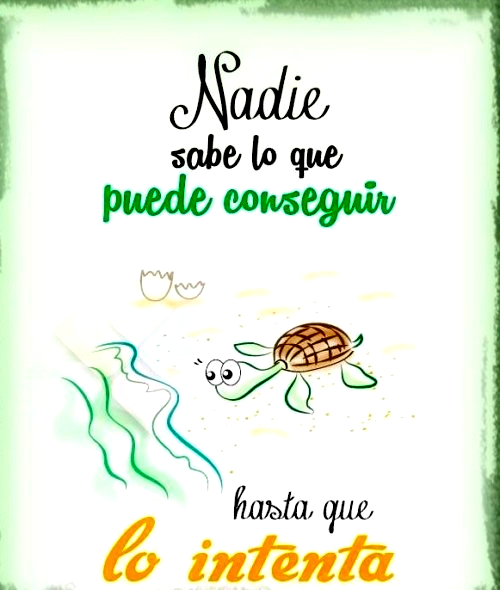 Nadie
sabe lo que
puede conseguir
hasta que
lo intenta